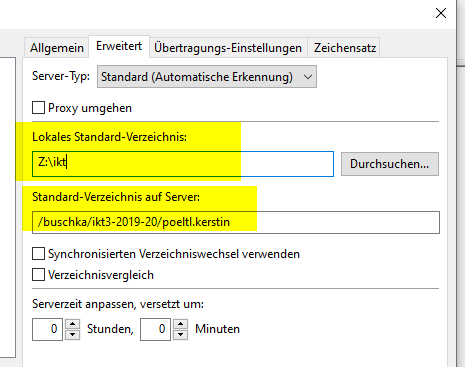 Allgemein Erweitert Übertragungs-Einstellungen Zeichensatz
Server-Typ: Standard (Automatische Erkennung)
Proxy umgehen
Lokales Standard-Verzeichnis:
Z:\ikt Durchsuchen...
Standard-Verzeichnis auf Server:
/buschka/ikt3-2019-20/poeltl.kerstin
Synchronisierten Verzeichniswechsel verwenden
Verzeichnisvergleich
Serverzeit anpassen, versetzt um:
0 Stunden, 0 Minuten